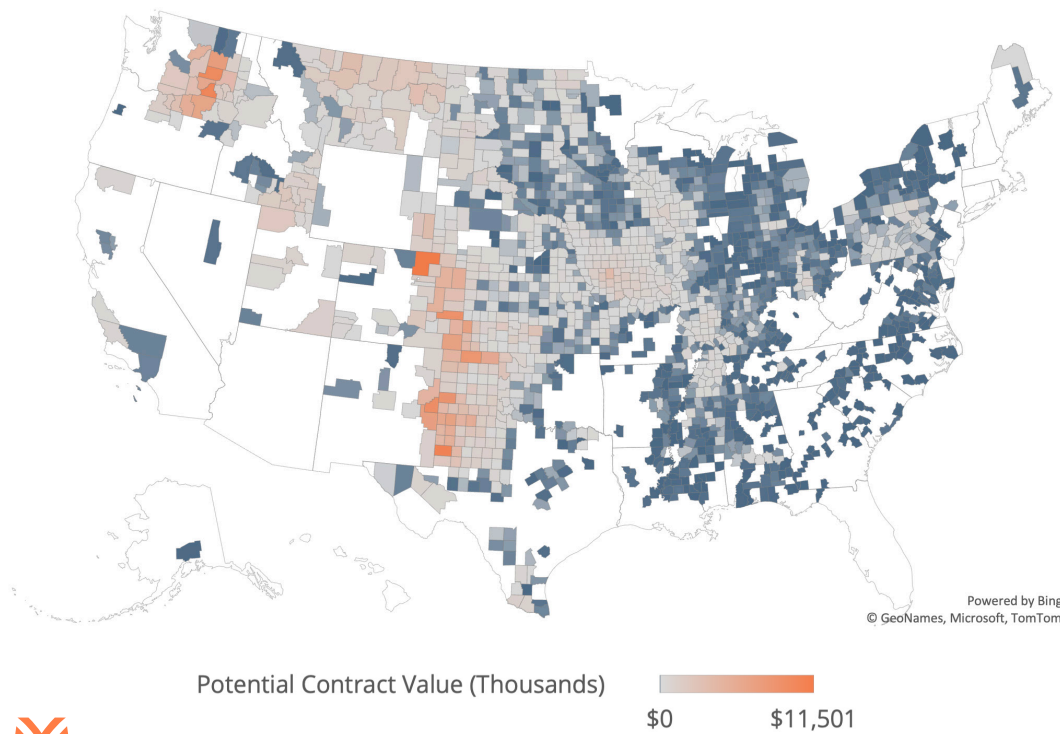 Powered by Bing
© GeoNames, Microsoft, TomTom
Potential Contract Value (Thousands)
$0
$11,501